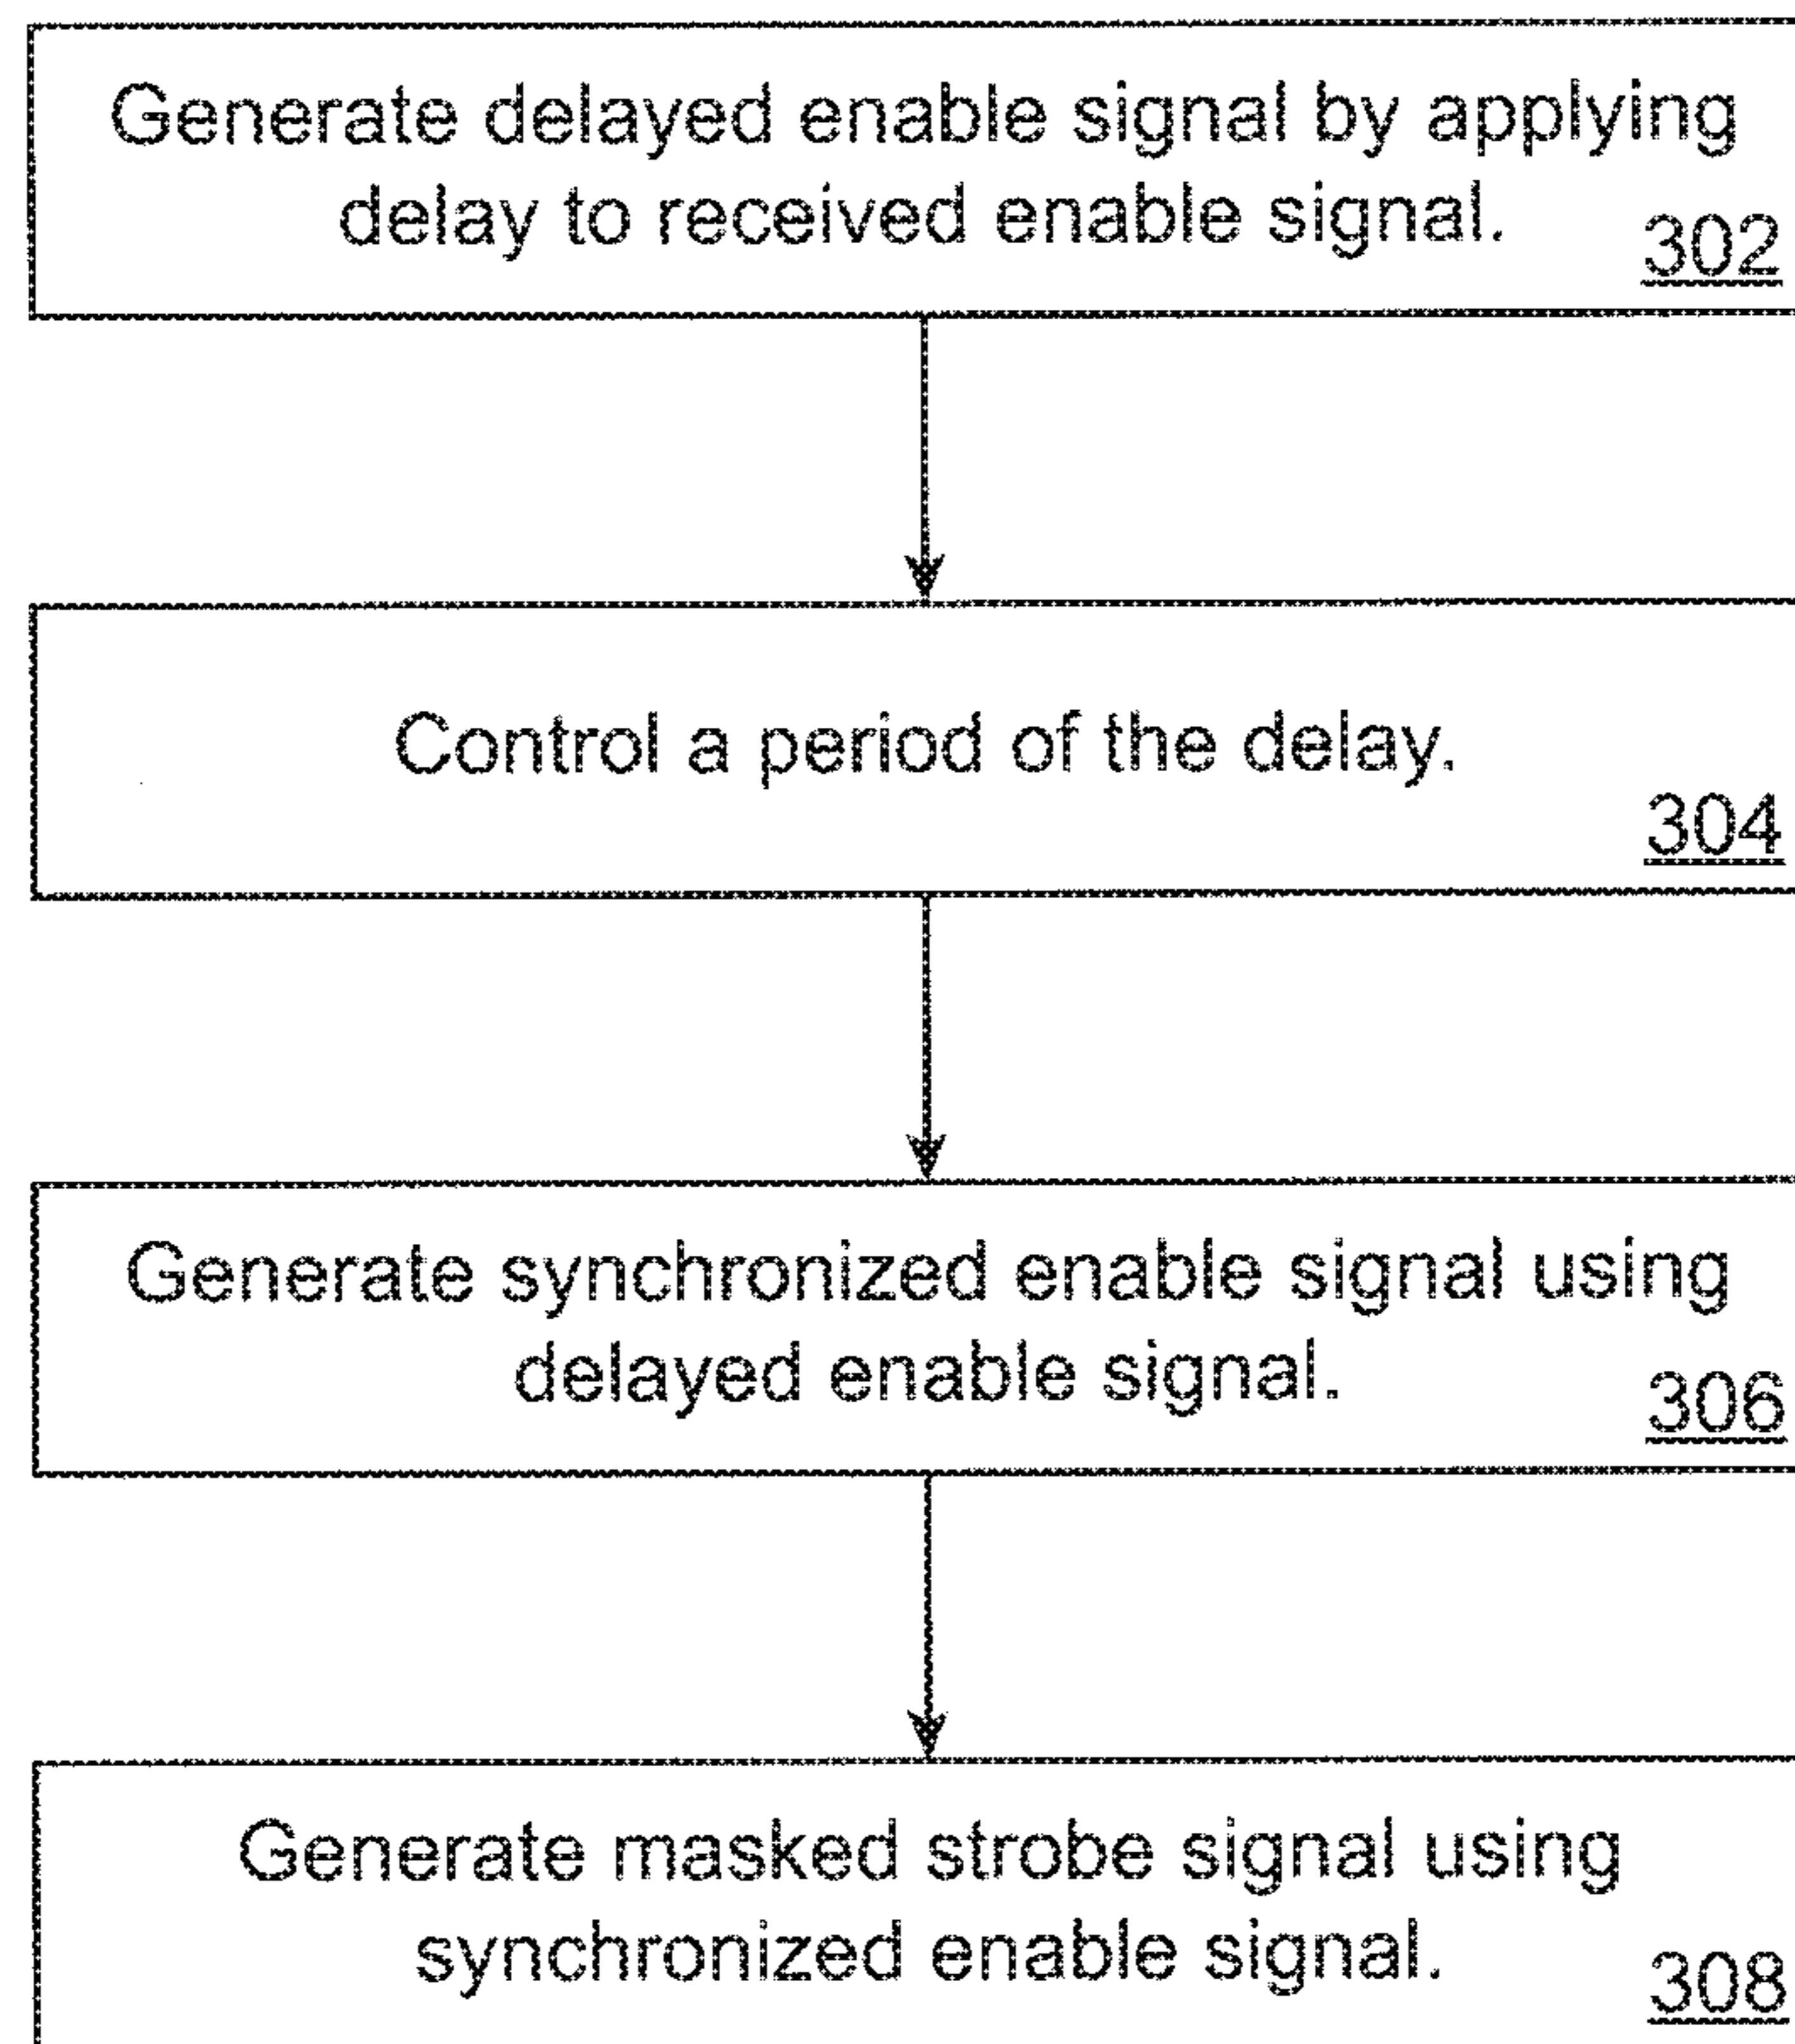 Generate delayed enable signal by applying
delay to received enable signal.
302
Control a period of the delay.
304
Generate synchronized enable signal using
delayed enable signal.
306
Generate masked strobe signal using
synchronized enable signal.
308